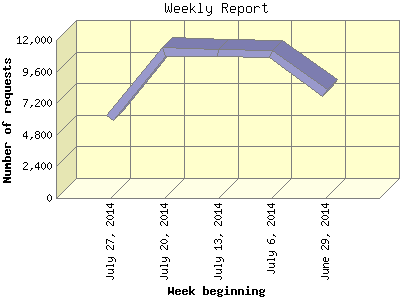 Weekly Report
Number of requests
12,000
9,600
7,200
4,800
2,400
0
July 27, 2014
July 20, 2014
July 13, 2014
July 6, 2014
June 29, 2014
Week beginning